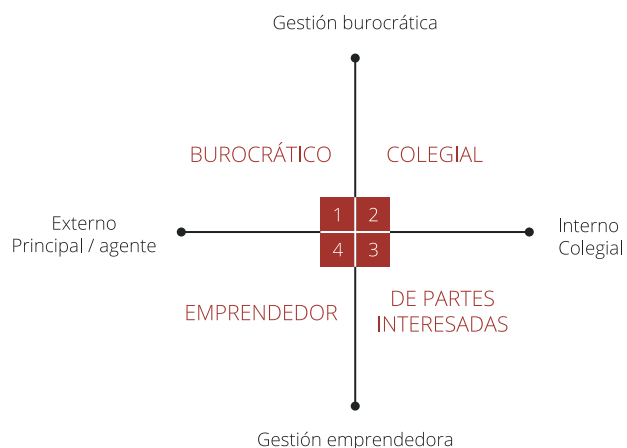 Gestión burocrática
BUROCRÁTICO
COLEGIAL
1
2
Externo
Principal / agente
Interno
Colegial
4
3
EMPRENDEDOR
DE PARTES
INTERESADAS
Gestión emprendedora